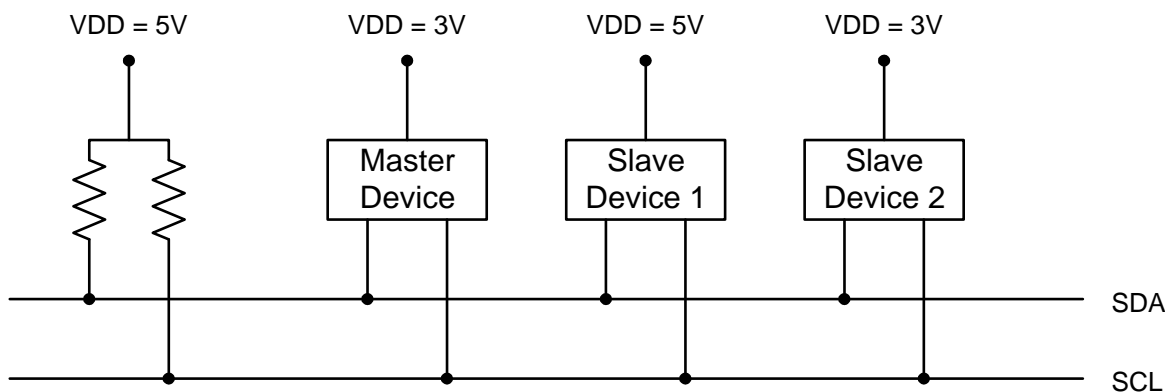 VDD = 5V
VDD = 3V
VDD = 5V
VDD = 3V
Master
Device
Slave
Device 1
Slave
Device 2
SDA
SCL